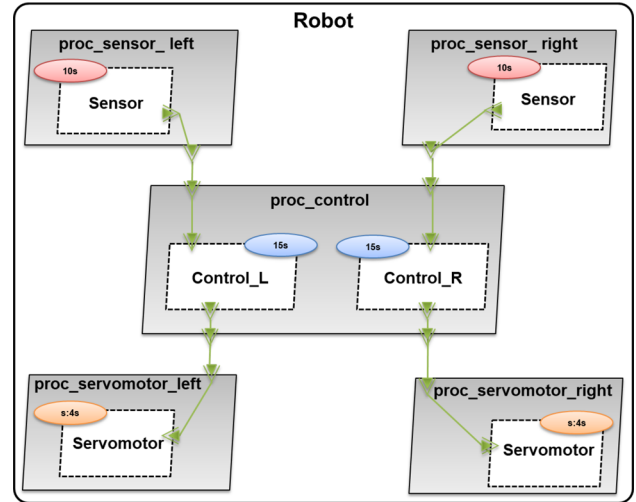 Robot
proc_sensor_ left
proc_sensor_ right
10s
10s
Sensor
Sensor
proc_control
15s
15s
Control_L
Control_R
proc_servomotor_left
proc_servomotor_right
s:4s
s:4s
Servomotor
Servomotor